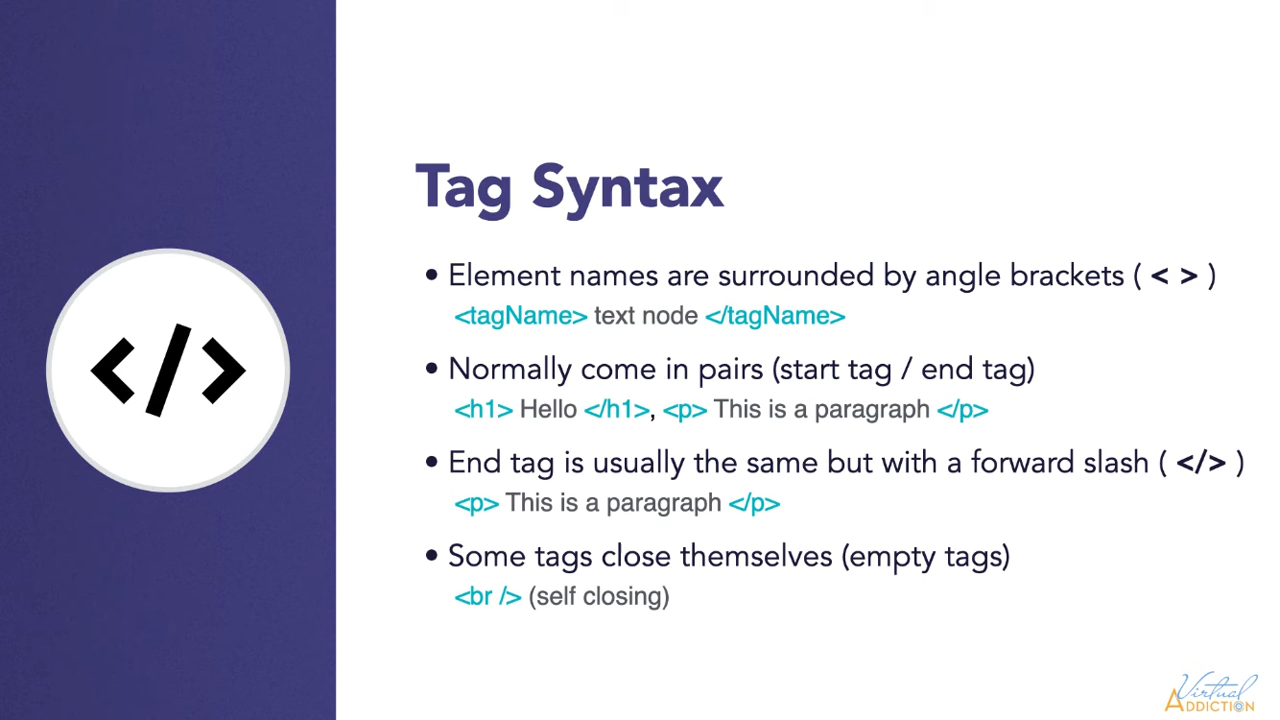 Tag Syntax
• Element names are surrounded by angle brackets ( < > )
<tagName> text node </tagName>
• Normally come in pairs (start tag / end tag)
<h1> Hello </h1>, <p> This is a paragraph </p>
• End tag is usually the same but with a forward slash ( </> )
<p> This is a paragraph </p>
• Some tags close themselves (empty tags)
<br /> (self closing)
</>
Virtual
ADDICTION